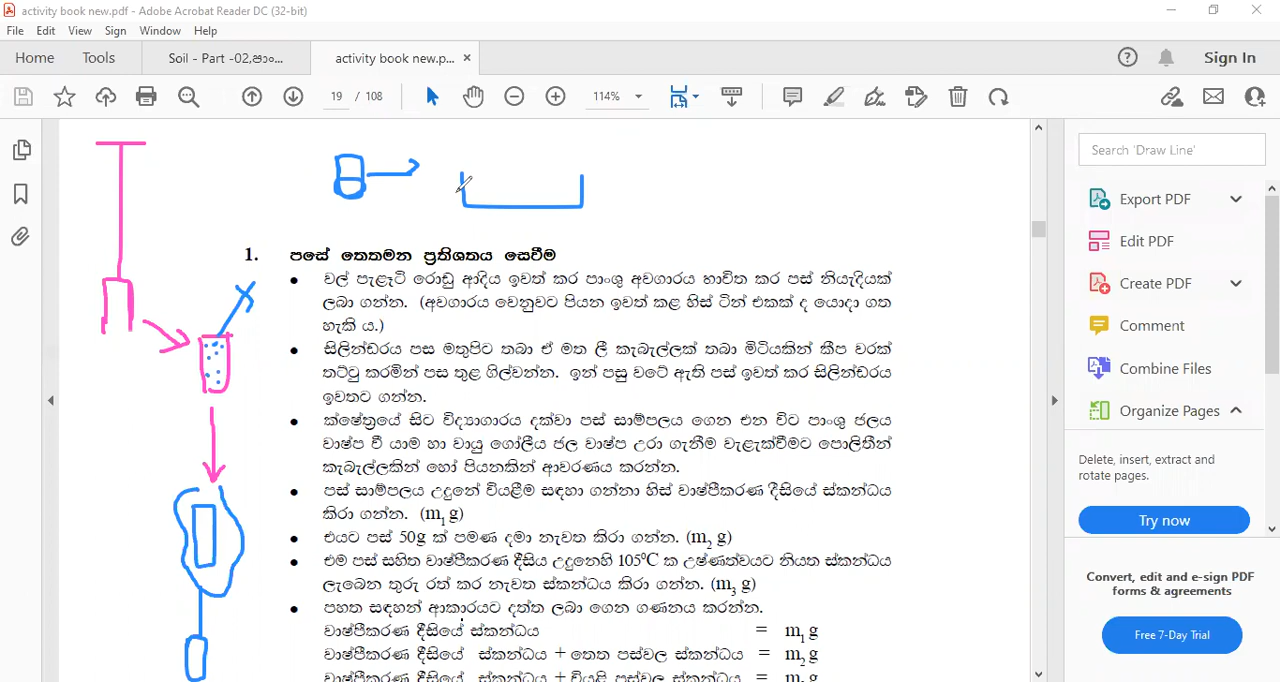 activity book new.pdf - Adobe Acrobat Reader DC (32-bit)
File Edit View Sign Window Help
Home Tools Soil - Part -02,පාං... activity book new.p... × Sign In
19 / 108 114%
Search 'Draw Line'
Export PDF
Edit PDF
Create PDF
Comment
Combine Files
Organize Pages
Delete, insert, extract and
rotate pages.
Try now
Convert, edit and e-sign PDF
forms & agreements
Free 7-Day Trial
1. පසේ තෙතමන ප්‍රතිශතය සෙවීම
• වල් පැළෑටි රොඩු ආදිය ඉවත් කර පාංශු අවගාරය භාවිත කර පස් නියැදියක්
ලබා ගන්න. (අවගාරය වෙනුවට පියන ඉවත් කළ හිස් ටින් එකක් ද යොදා ගත
හැකි ය.)
• සිලින්ඩරය පස මතුපිට තබා ඒ මත ලී කැබැල්ලක් තබා මිටියකින් කීප වරක්
තට්ටු කරමින් පස තුළ ගිල්වන්න. ඉන් පසු වටේ ඇති පස් ඉවත් කර සිලින්ඩරය
ඉවතට ගන්න.
• ක්ෂේත්‍රයේ සිට විද්‍යාගාරය දක්වා පස් සාම්පලය ගෙන එන විට පාංශු ජලය
වාෂ්ප වී යාම හා වායු ගෝලීය ජල වාෂ්ප උරා ගැනීම වැළැක්වීමට පොලිතීන්
කැබැල්ලකින් හෝ පියනකින් ආවරණය කරන්න.
• පස් සාම්පලය උදුනේ වියළීම සඳහා ගන්නා හිස් වාෂ්පීකරණ දීසියේ ස්කන්ධය
කිරා ගන්න. (m₁ g)
• එයට පස් 50g ක් පමණ දමා නැවත කිරා ගන්න. (m₂ g)
• එම පස් සහිත වාෂ්පීකරණ දීසිය උදුනෙහි 105⁰C ක උෂ්ණත්වයට නියත ස්කන්ධය
ලැබෙන තුරු රත් කර නැවත ස්කන්ධය කිරා ගන්න. (m₃ g)
• පහත සඳහන් ආකාරයට දත්ත ලබා ගෙන ගණනය කරන්න.
වාෂ්පීකරණ දීසියේ ස්කන්ධය = m₁ g
වාෂ්පීකරණ දීසියේ ස්කන්ධය + තෙත පස්වල ස්කන්ධය = m₂ g
වාෂ්පීකරණ දීසියේ ස්කන්ධය + වියළි පස්වල ස්කන්ධය =